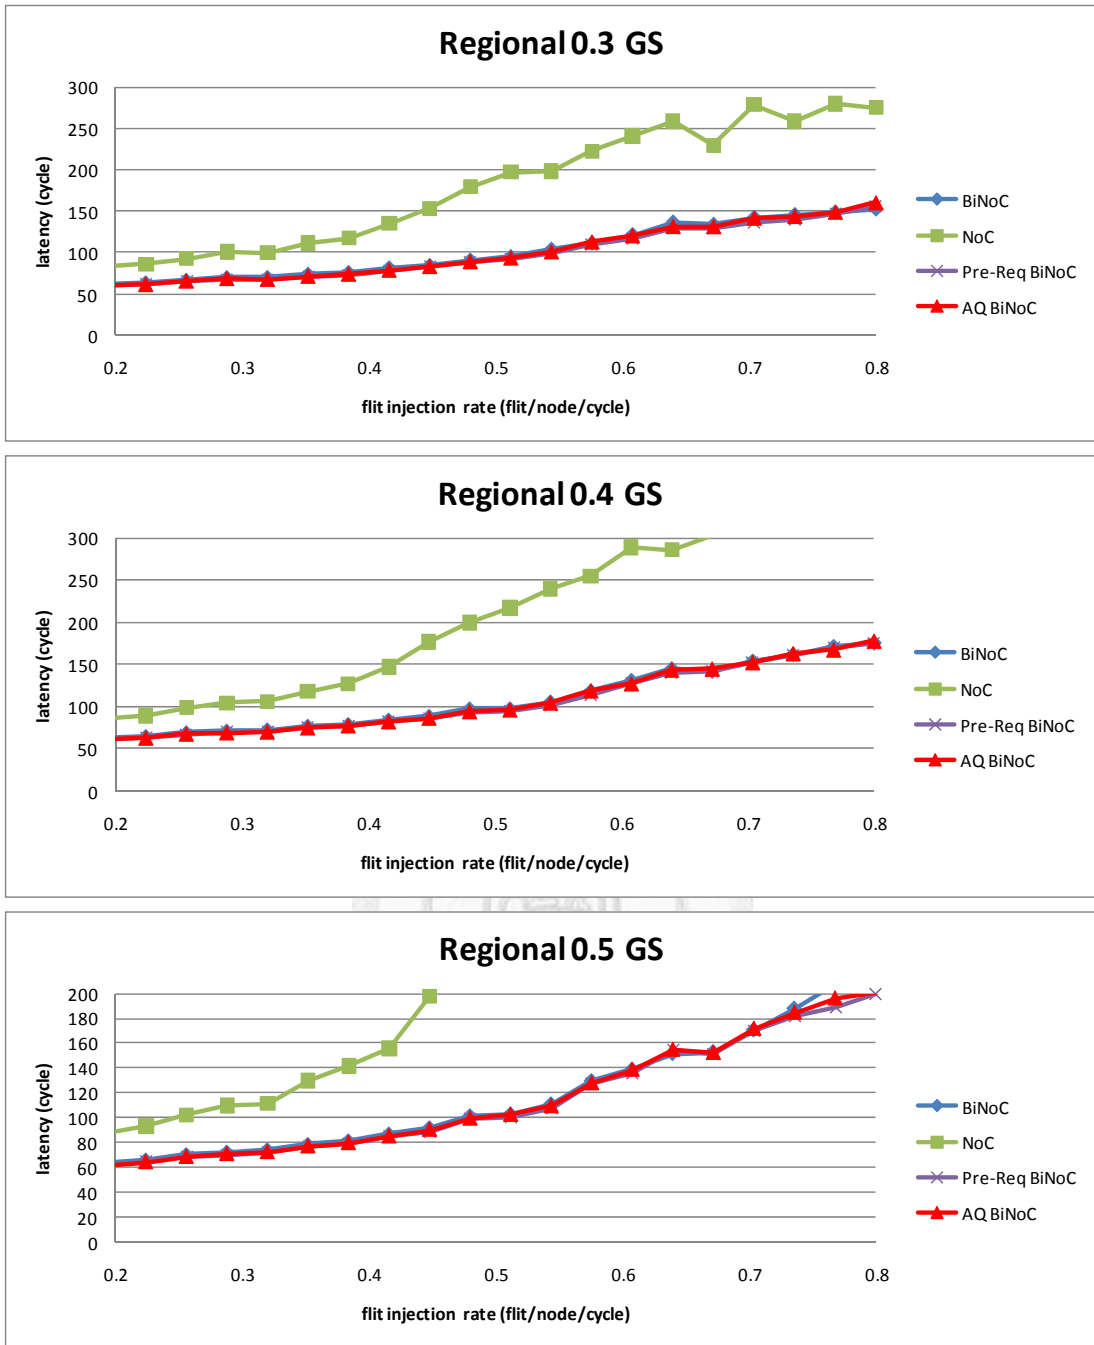 Regional 0.3 GS
300
250
200
150
100
50
0
latency (cycle)
0.2 0.3 0.4 0.5 0.6 0.7 0.8
flit injection rate (flit/node/cycle)
BiNoC
NoC
Pre-Req BiNoC
AQ BiNoC
Regional 0.4 GS
300
250
200
150
100
50
0
latency (cycle)
0.2 0.3 0.4 0.5 0.6 0.7 0.8
flit injection rate (flit/node/cycle)
BiNoC
NoC
Pre-Req BiNoC
AQ BiNoC
Regional 0.5 GS
200
180
160
140
120
100
80
60
40
20
0
latency (cycle)
0.2 0.3 0.4 0.5 0.6 0.7 0.8
flit injection rate (flit/node/cycle)
BiNoC
NoC
Pre-Req BiNoC
AQ BiNoC